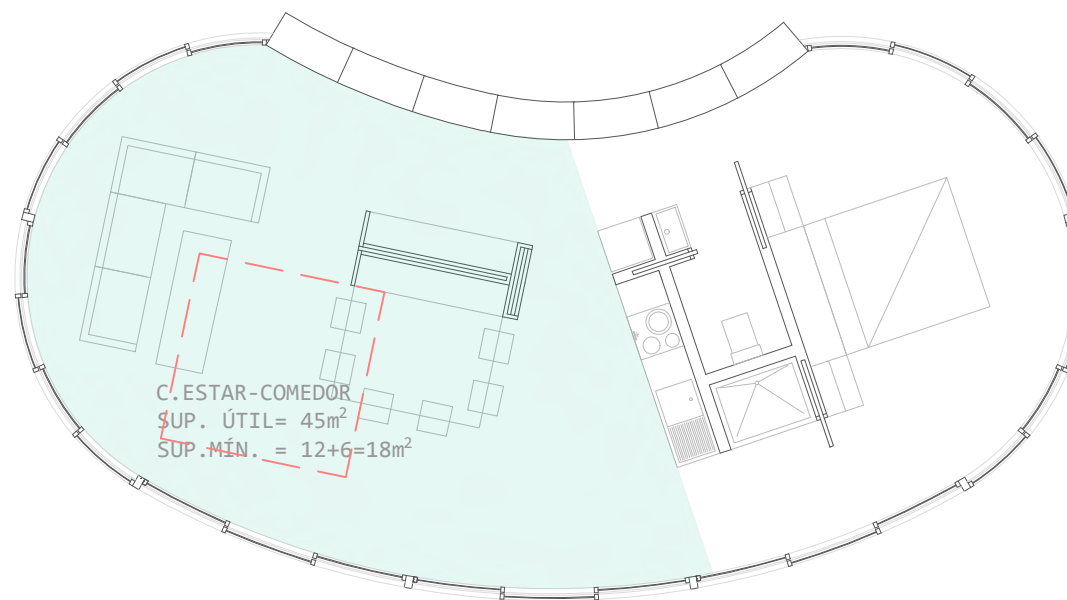 C.ESTAR-COMEDOR
SUP. ÚTIL= 45m²
SUP.MÍN. = 12+6=18m²